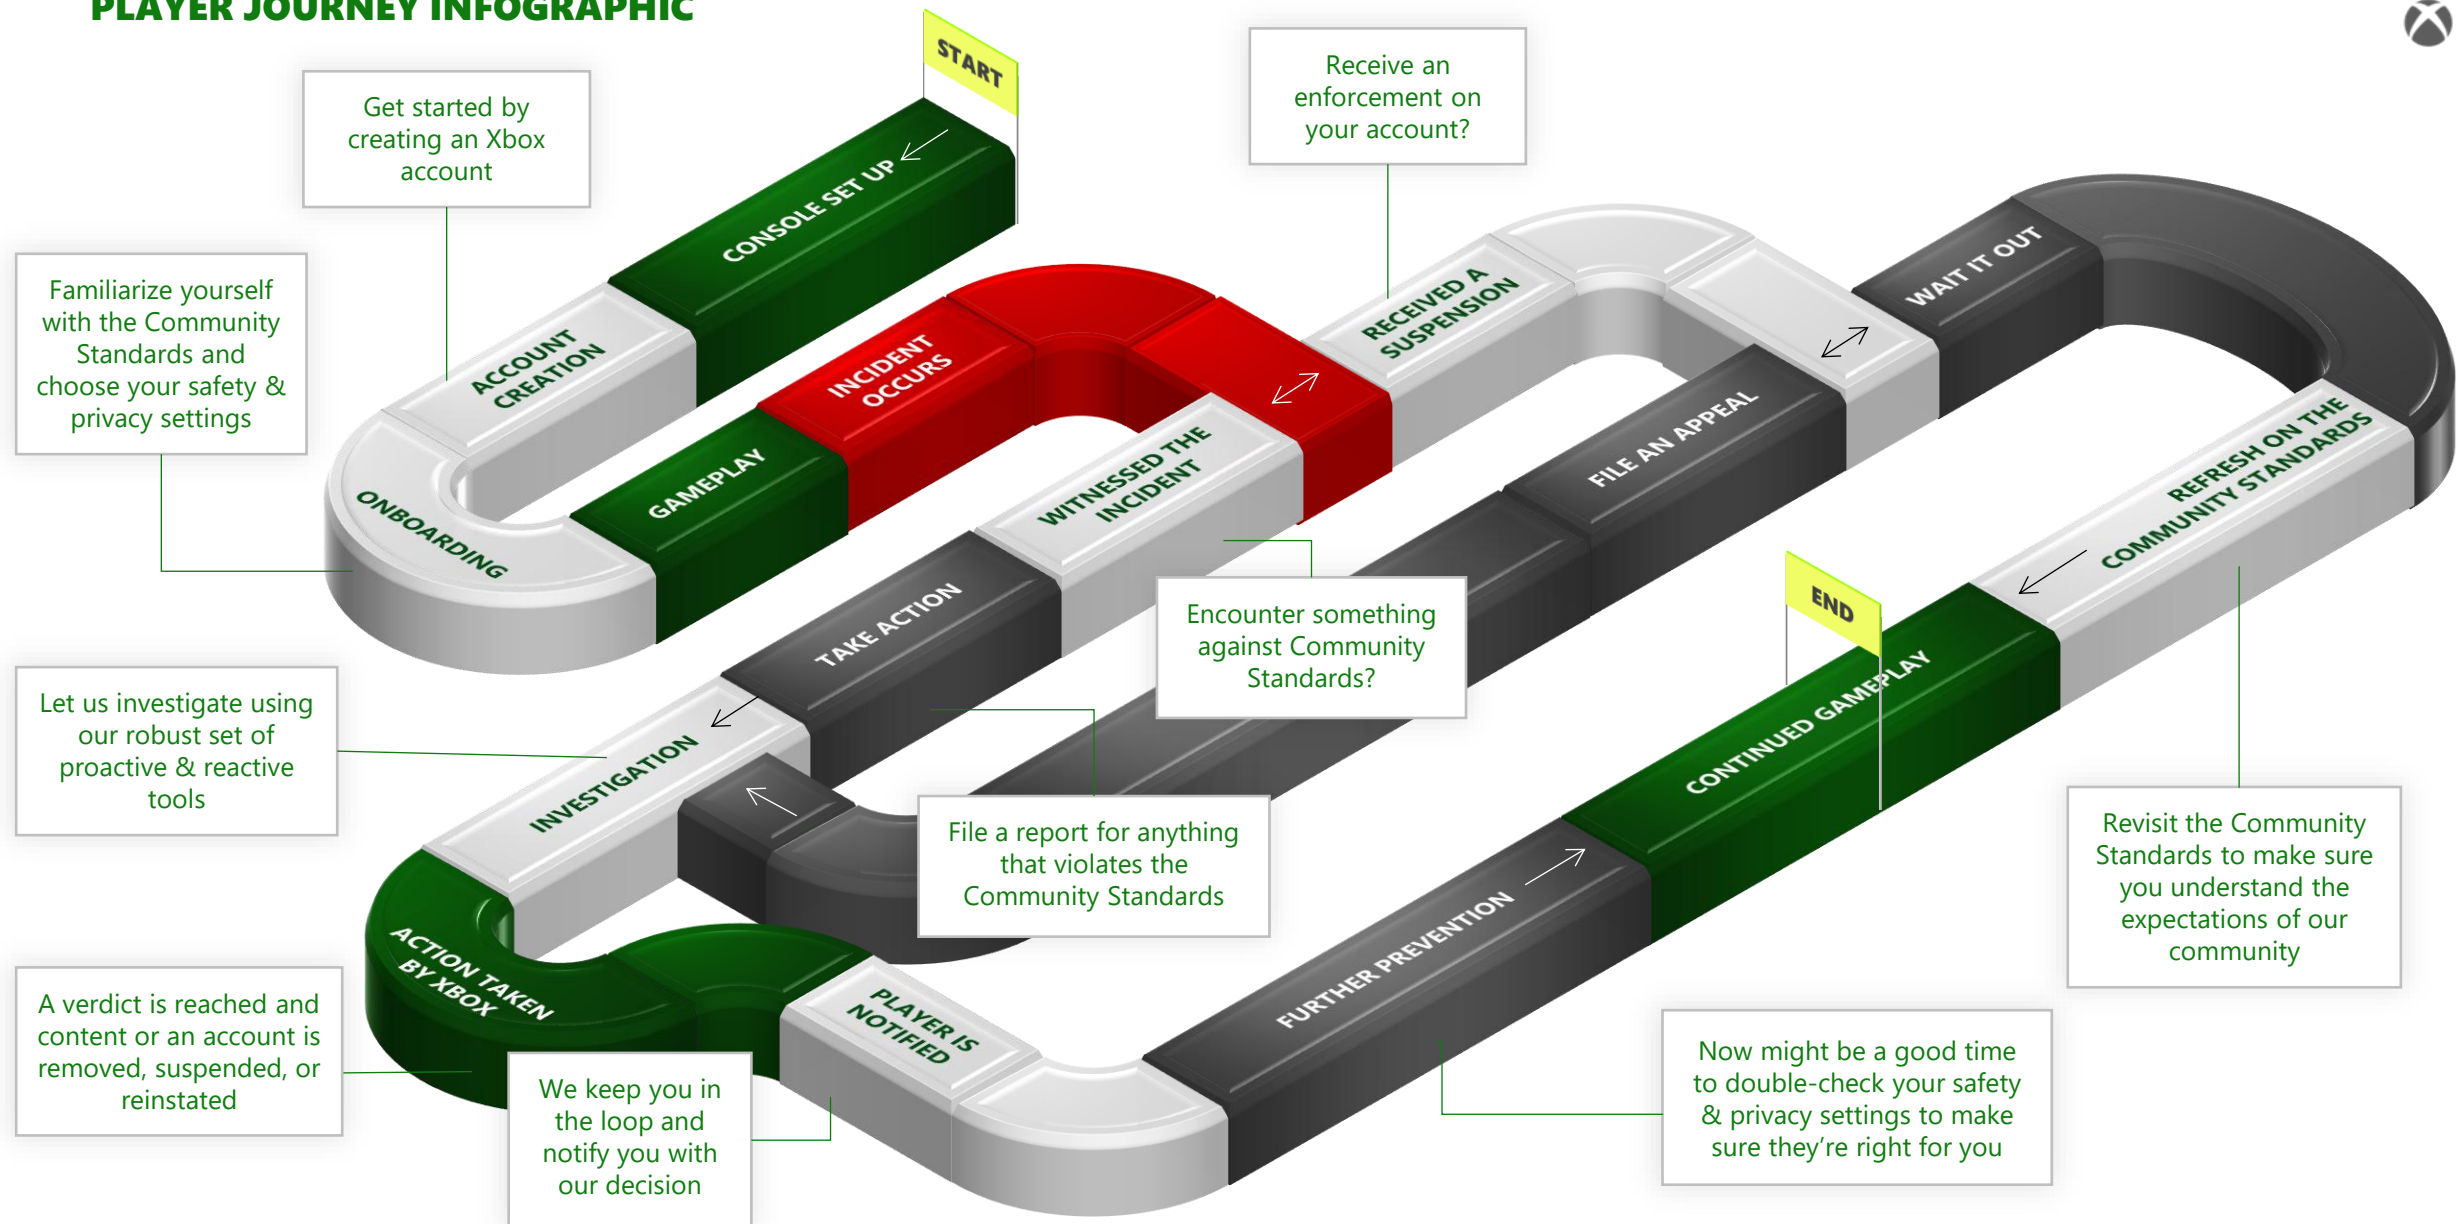 PLAYER JOURNEY INFOGRAPHIC
START
Get started by
creating an Xbox
account
Receive an
enforcement on
your account?
CONSOLE SET UP
Familiarize yourself
with the Community
Standards and
choose your safety &
privacy settings
ACCOUNT
CREATION
ONBOARDING
GAMEPLAY
INCIDENT
OCCURS
RECEIVED A
SUSPENSION
WAIT IT OUT
WITNESSED THE
INCIDENT
FILE AN APPEAL
REFRESH ON THE
COMMUNITY STANDARDS
TAKE ACTION
Encounter something
against Community
Standards?
END
CONTINUED GAMEPLAY
Let us investigate using
our robust set of
proactive & reactive
tools
INVESTIGATION
File a report for anything
that violates the
Community Standards
Revisit the Community
Standards to make sure
you understand the
expectations of our
community
FURTHER PREVENTION
ACTION TAKEN
BY XBOX
A verdict is reached and
content or an account is
removed, suspended, or
reinstated
PLAYER IS
NOTIFIED
We keep you in
the loop and
notify you with
our decision
Now might be a good time
to double-check your safety
& privacy settings to make
sure they’re right for you